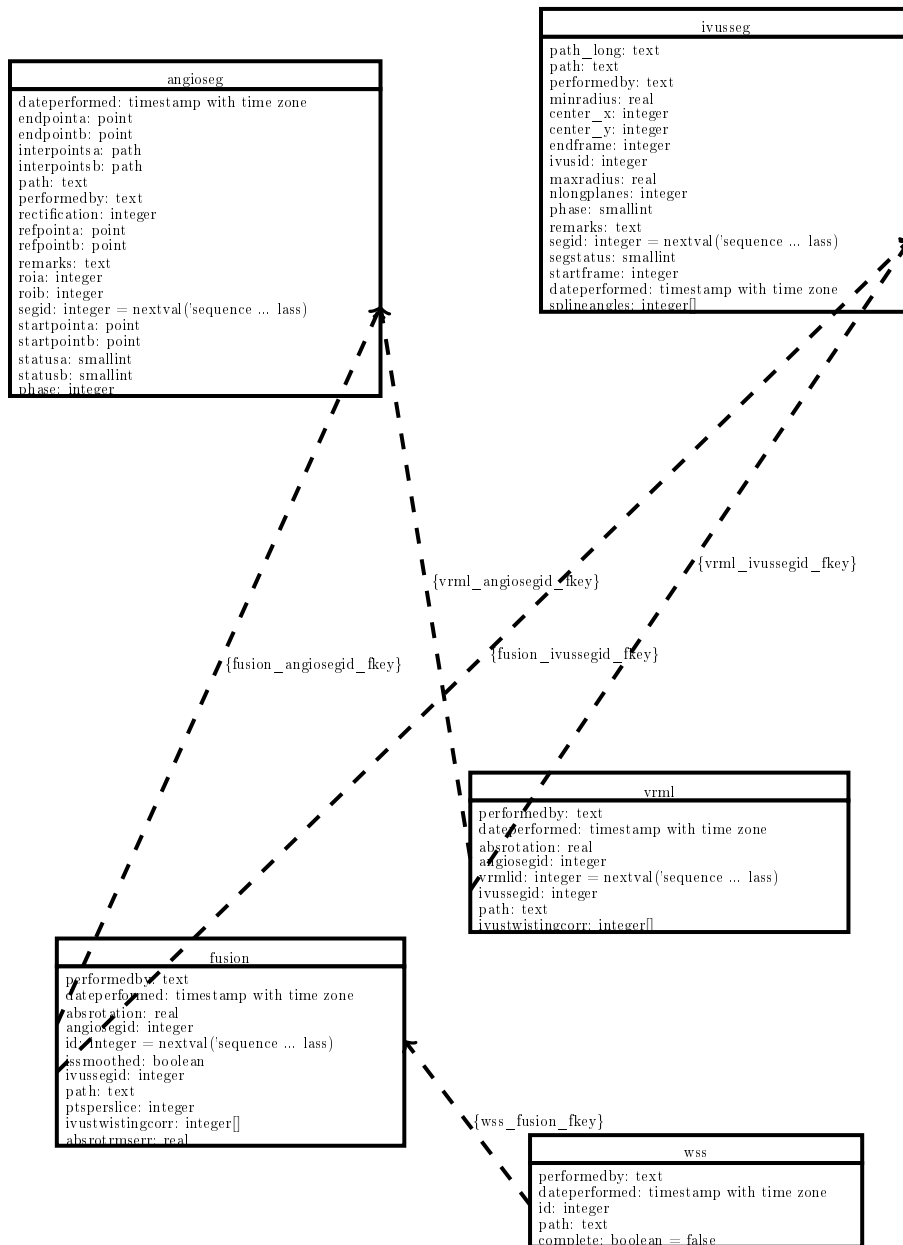 ivusseg
path_long: text
path: text
performedby: text
minradius: real
center_x: integer
center_y: integer
endframe: integer
ivusid: integer
maxradius: real
nlongplanes: integer
phase: smallint
remarks: text
segid: integer = nextval('sequence ... lass)
segstatus: smallint
startframe: integer
dateperformed: timestamp with time zone
splineangles: integer[]
angioseg
dateperformed: timestamp with time zone
endpointa: point
endpointb: point
interpointsa: path
interpointsb: path
path: text
performedby: text
rectification: integer
refpointa: point
refpointb: point
remarks: text
roia: integer
roib: integer
segid: integer = nextval('sequence ... lass)
startpointa: point
startpointb: point
statusa: smallint
statusb: smallint
phase: integer
{vrml_ivussegid_fkey}
{vrml_angiosegid_fkey}
{fusion_ivussegid_fkey}
{fusion_angiosegid_fkey}
vrml
performedby: text
dateperformed: timestamp with time zone
absrotation: real
angiosegid: integer
vrmlid: integer = nextval('sequence ... lass)
ivussegid: integer
path: text
ivustwistingcorr: integer[]
fusion
performedby: text
dateperformed: timestamp with time zone
absrotation: real
angiosegid: integer
id: integer = nextval('sequence ... lass)
issmoothed: boolean
ivussegid: integer
path: text
ptsperslice: integer
ivustwistingcorr: integer[]
absrotrmserr: real
{wss_fusion_fkey}
wss
performedby: text
dateperformed: timestamp with time zone
id: integer
path: text
complete: boolean = false